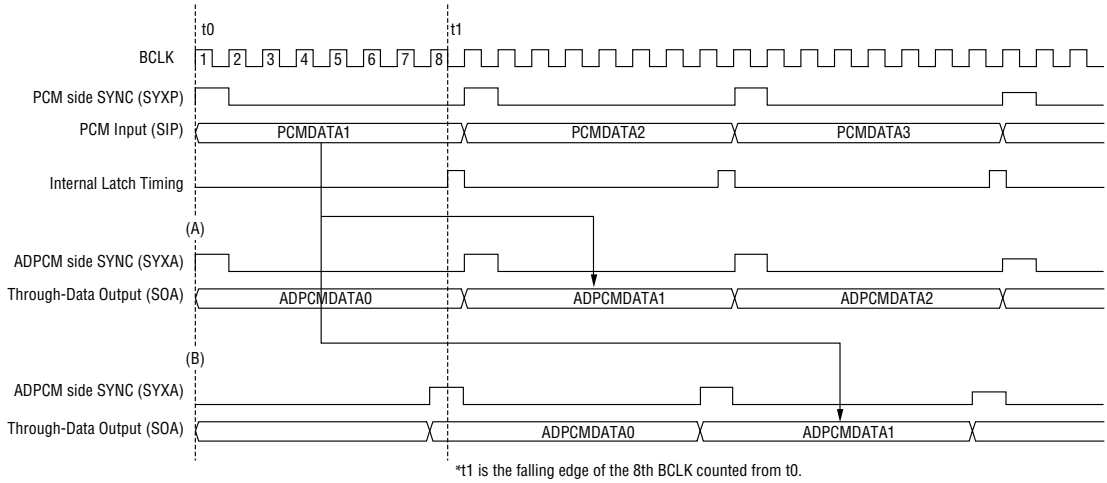 t0 t1
BCLK 1 2 3 4 5 6 7 8
PCM side SYNC (SYXP)
PCM Input (SIP) PCMDATA1 PCMDATA2 PCMDATA3
Internal Latch Timing
(A)
ADPCM side SYNC (SYXA)
Through-Data Output (SOA) ADPCMDATA0 ADPCMDATA1 ADPCMDATA2
(B)
ADPCM side SYNC (SYXA)
Through-Data Output (SOA) ADPCMDATA0 ADPCMDATA1
*t1 is the falling edge of the 8th BCLK counted from t0.